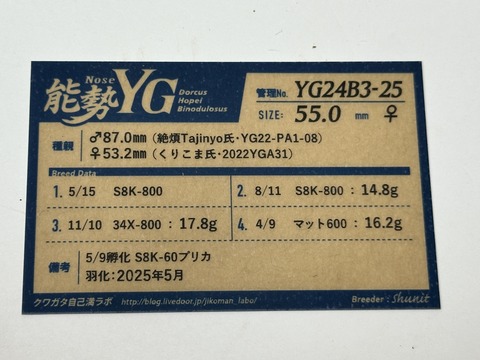 Nose
能勢YG
Dorcus
Hopei
Binodulosus
管理No. YG24B3-25
SIZE: 55.0 mm ♀
種親
♂87.0mm（絶煩Tajinyo氏・YG22-PA1-08）
♀53.2mm（くりこま氏・2022YGA31）
Breed Data
1. 5/15 S8K-800
2. 8/11 S8K-800：14.8g
3. 11/10 34X-800：17.8g
4. 4/9 マット600：16.2g
備考
5/9孵化 S8K-60プリカ
羽化：2025年5月
クワガタ自己満ラボ http://blog.livedoor.jp/jikoman_labu/
Breeder : Shunit